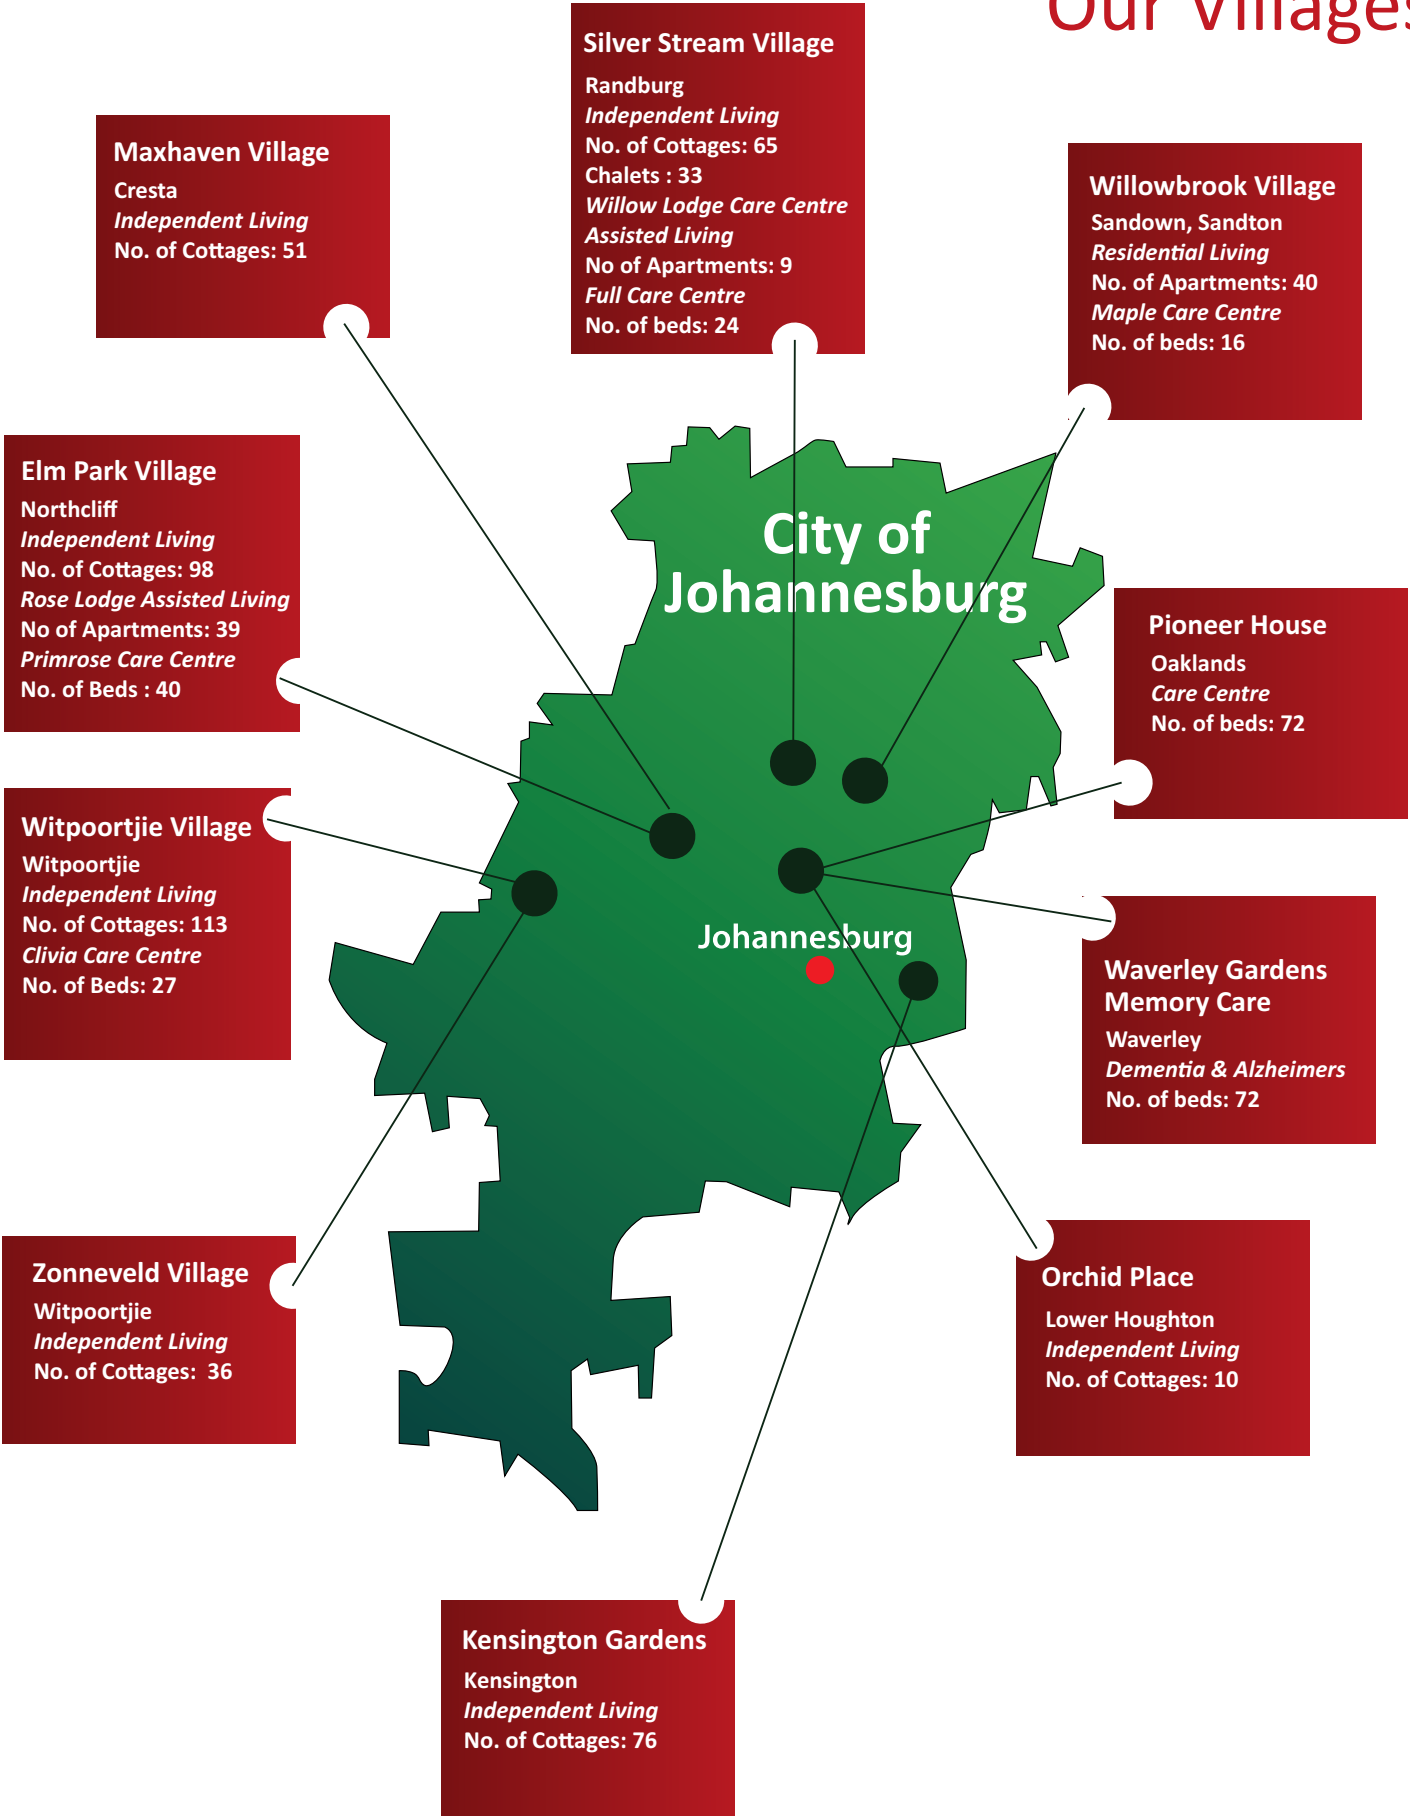 Our Villages
Silver Stream Village
Randburg
Independent Living
No. of Cottages: 65
Chalets : 33
Willow Lodge Care Centre
Assisted Living
No of Apartments: 9
Full Care Centre
No. of beds: 24
Maxhaven Village
Cresta
Independent Living
No. of Cottages: 51
Willowbrook Village
Sandown, Sandton
Residential Living
No. of Apartments: 40
Maple Care Centre
No. of beds: 16
Elm Park Village
Northcliff
Independent Living
No. of Cottages: 98
Rose Lodge Assisted Living
No of Apartments: 39
Primrose Care Centre
No. of Beds : 40
City of
Johannesburg
Pioneer House
Oaklands
Care Centre
No. of beds: 72
Witpoortjie Village
Witpoortjie
Independent Living
No. of Cottages: 113
Clivia Care Centre
No. of Beds: 27
Johannesburg
Waverley Gardens
Memory Care
Waverley
Dementia & Alzheimers
No. of beds: 72
Zonneveld Village
Witpoortjie
Independent Living
No. of Cottages:  36
Orchid Place
Lower Houghton
Independent Living
No. of Cottages: 10
Kensington Gardens
Kensington
Independent Living
No. of Cottages: 76